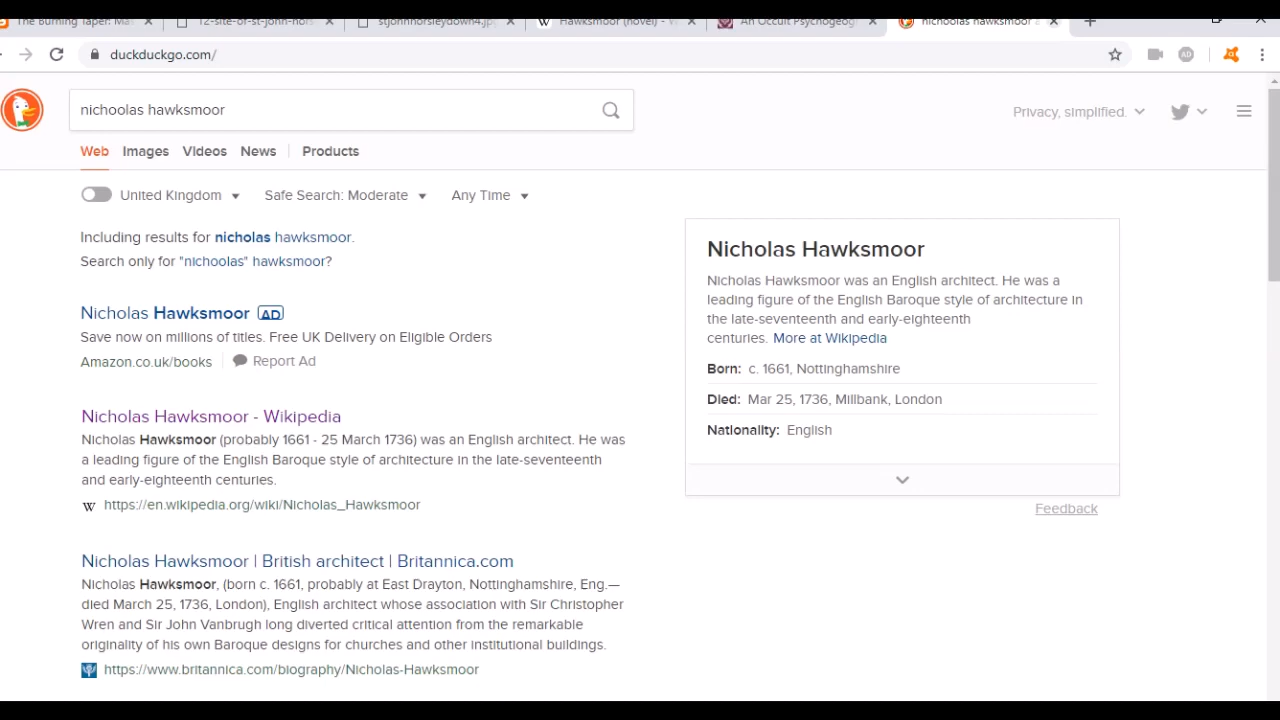 The Burning Taper: Ma
12-site-of-st-john-hors
stjohnhorsleydown4.jpg
Hawksmoor (novel) - W
An Occult Psychogeog
nichoolas hawksmoor
duckduckgo.com/
nichoolas hawksmoor
Privacy, simplified.
Web Images Videos News Products
United Kingdom Safe Search: Moderate Any Time
Including results for nicholas hawksmoor.
Search only for "nichoolas" hawksmoor?
Nicholas Hawksmoor AD
Save now on millions of titles. Free UK Delivery on Eligible Orders
Amazon.co.uk/books Report Ad
Nicholas Hawksmoor - Wikipedia
Nicholas Hawksmoor (probably 1661 - 25 March 1736) was an English architect. He was
a leading figure of the English Baroque style of architecture in the late-seventeenth
and early-eighteenth centuries.
W https://en.wikipedia.org/wiki/Nicholas_Hawksmoor
Nicholas Hawksmoor | British architect | Britannica.com
Nicholas Hawksmoor, (born c. 1661, probably at East Drayton, Nottinghamshire, Eng.—
died March 25, 1736, London), English architect whose association with Sir Christopher
Wren and Sir John Vanbrugh long diverted critical attention from the remarkable
originality of his own Baroque designs for churches and other institutional buildings.
https://www.britannica.com/biography/Nicholas-Hawksmoor
Nicholas Hawksmoor
Nicholas Hawksmoor was an English architect. He was a
leading figure of the English Baroque style of architecture in
the late-seventeenth and early-eighteenth
centuries. More at Wikipedia
Born: c. 1661, Nottinghamshire
Died: Mar 25, 1736, Millbank, London
Nationality: English
Feedback